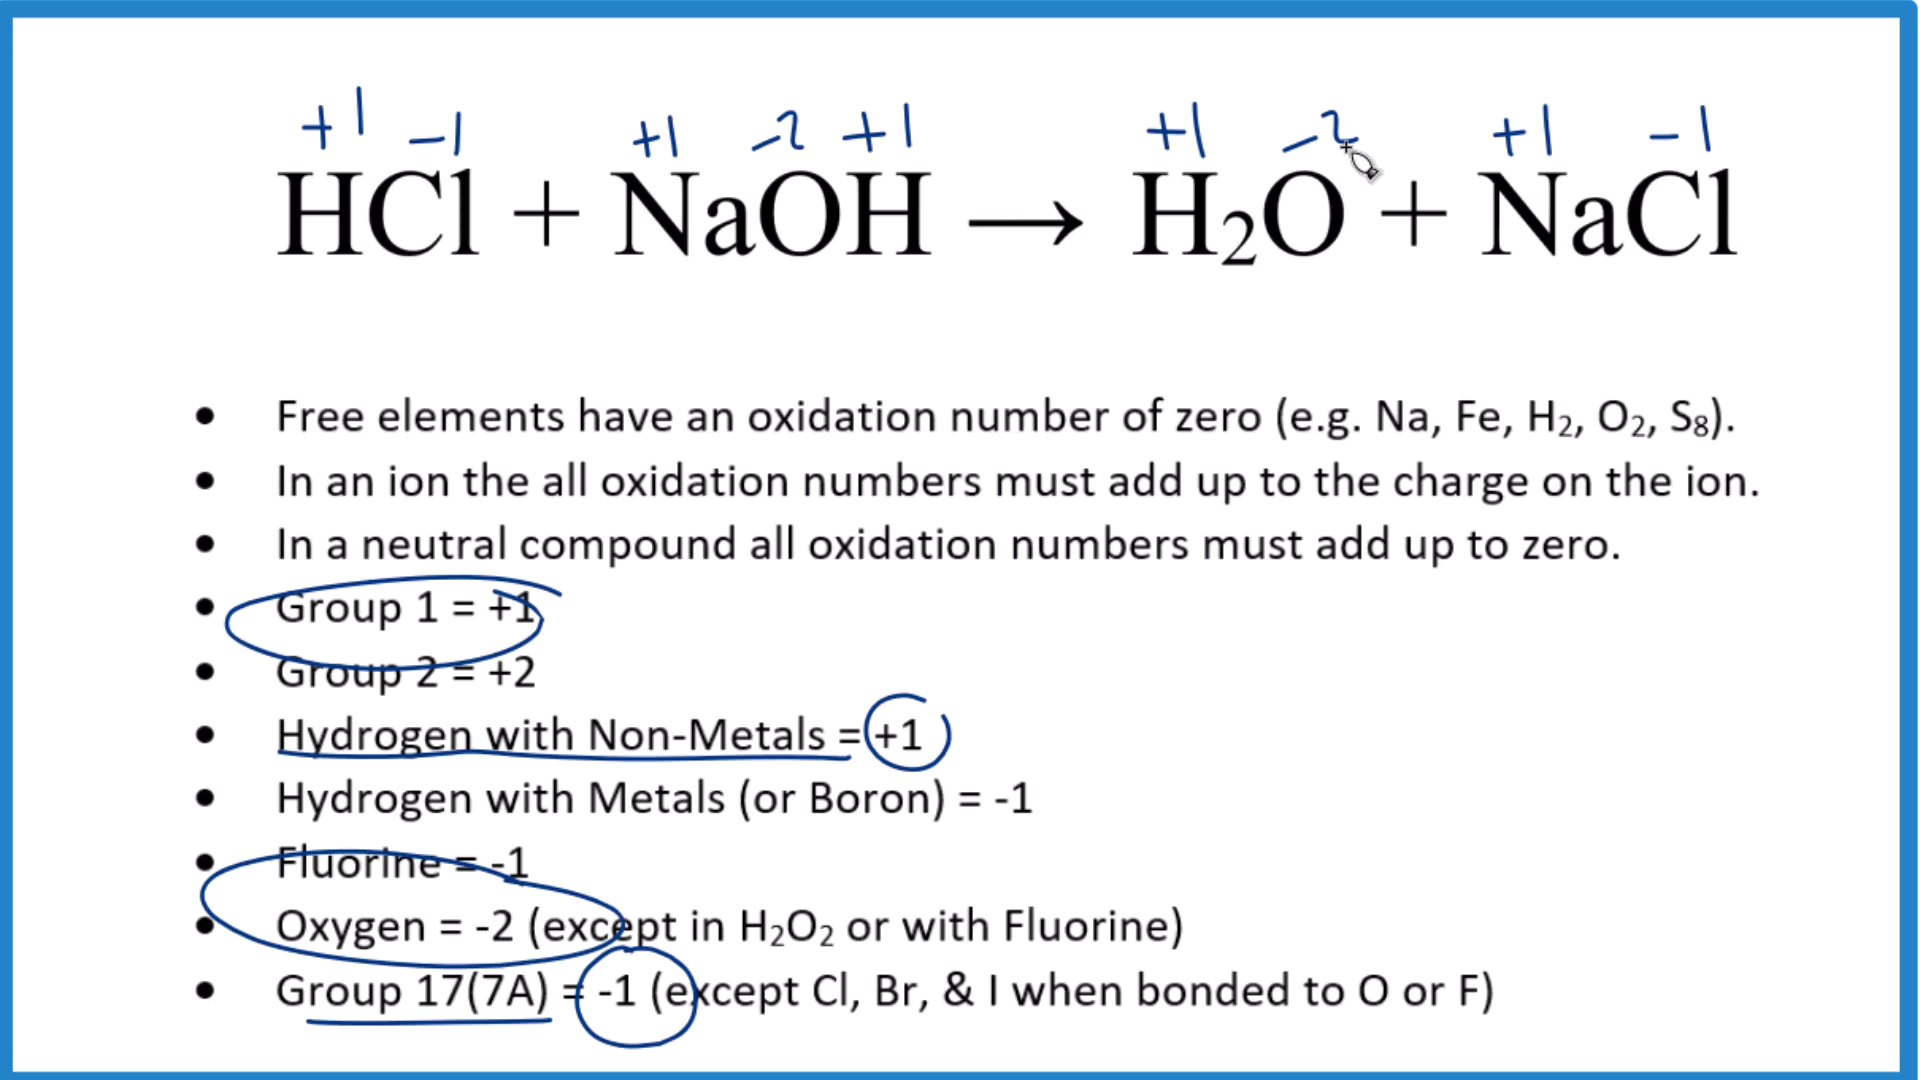 +1 -1 +1 -2 +1 +1 -2 +1 -1
HCl + NaOH → H₂O + NaCl
• Free elements have an oxidation number of zero (e.g. Na, Fe, H₂, O₂, S₈).
• In an ion the all oxidation numbers must add up to the charge on the ion.
• In a neutral compound all oxidation numbers must add up to zero.
• Group 1 = +1
• Group 2 = +2
• Hydrogen with Non-Metals = +1
• Hydrogen with Metals (or Boron) = -1
• Fluorine = -1
• Oxygen = -2 (except in H₂O₂ or with Fluorine)
• Group 17(7A) = -1 (except Cl, Br, & I when bonded to O or F)